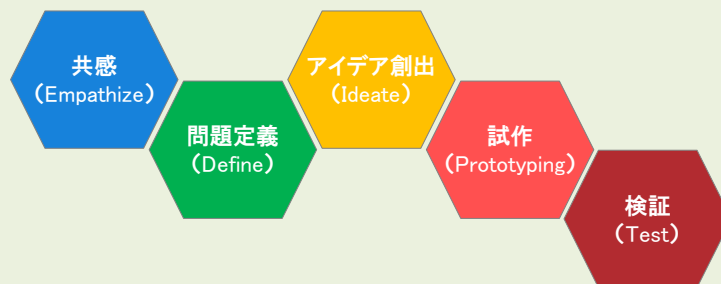 共感
（Empathize）
問題定義
（Define）
アイデア創出
（Ideate）
試作
（Prototyping）
検証
（Test）